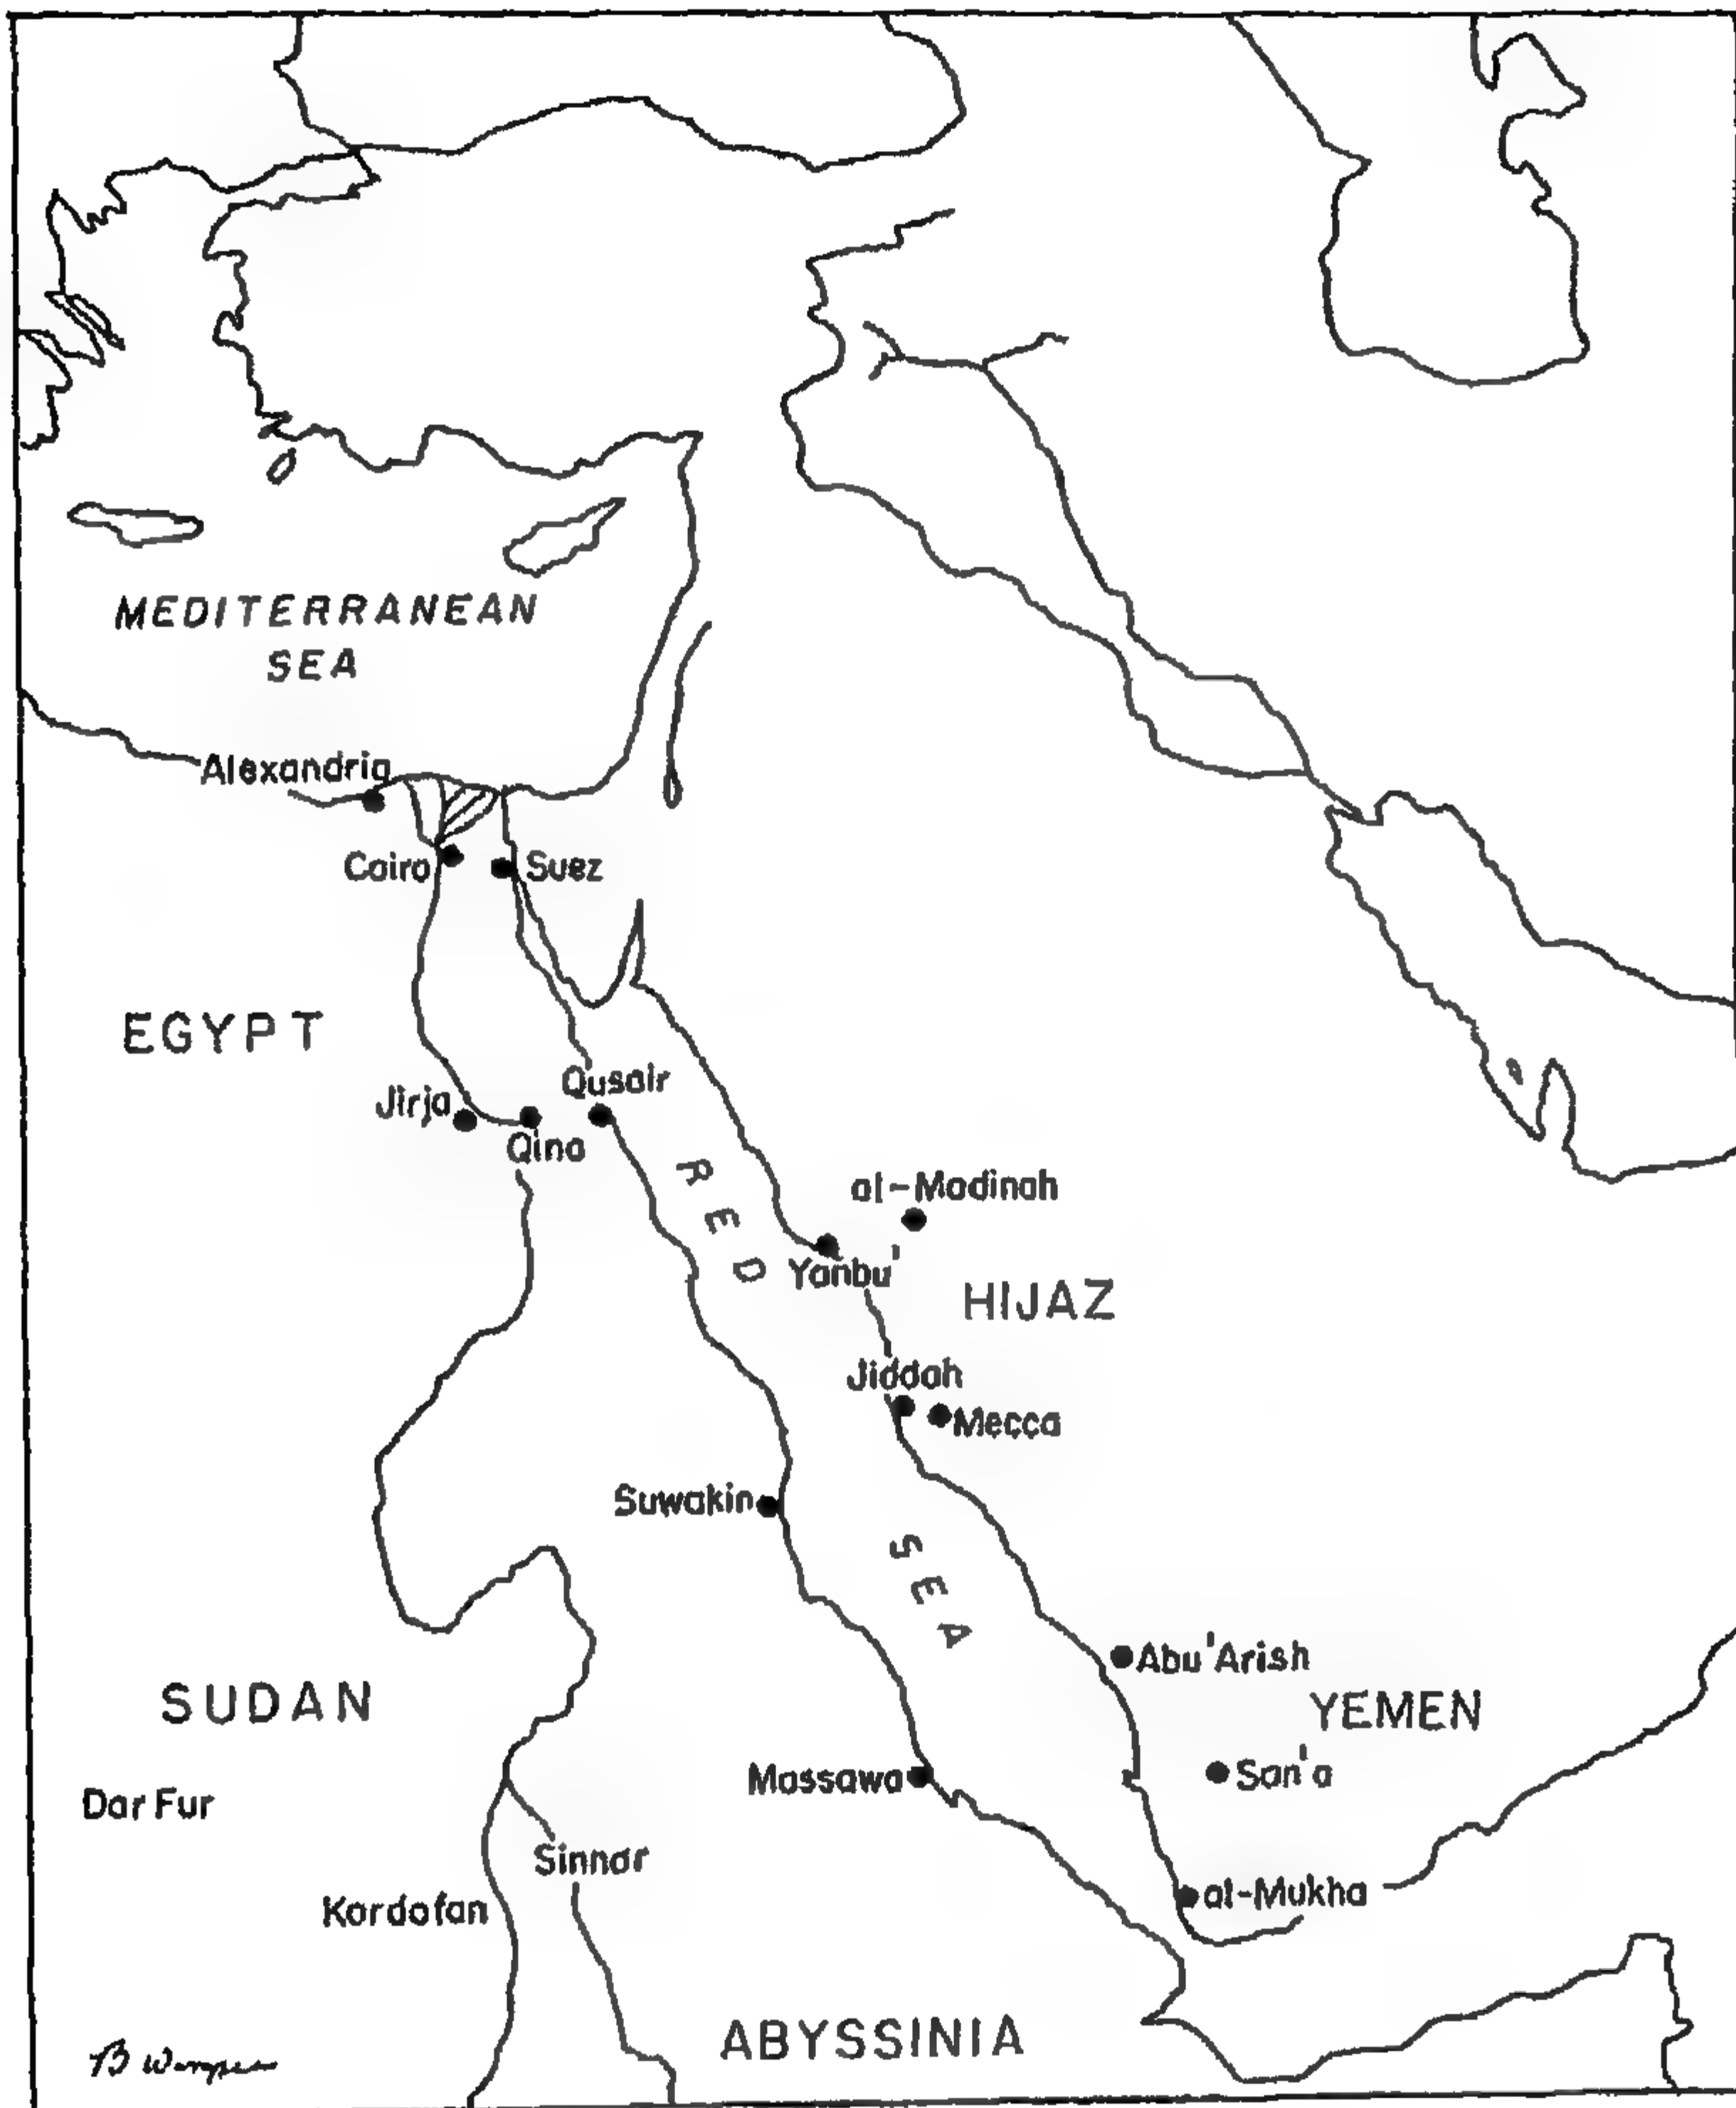 MEDITERRANEAN
SEA
Alexandria
Cairo
Suez
EGYPT
Qusair
Jirja
Qina
RED
al-Madinah
Yanbu'
HIJAZ
Jiddah
Mecca
Suwakin
SEA
Abu 'Arish
SUDAN
YEMEN
San'a
Massawa
Dar Fur
Sinnar
al-Mukha
Kordofan
ABYSSINIA
B